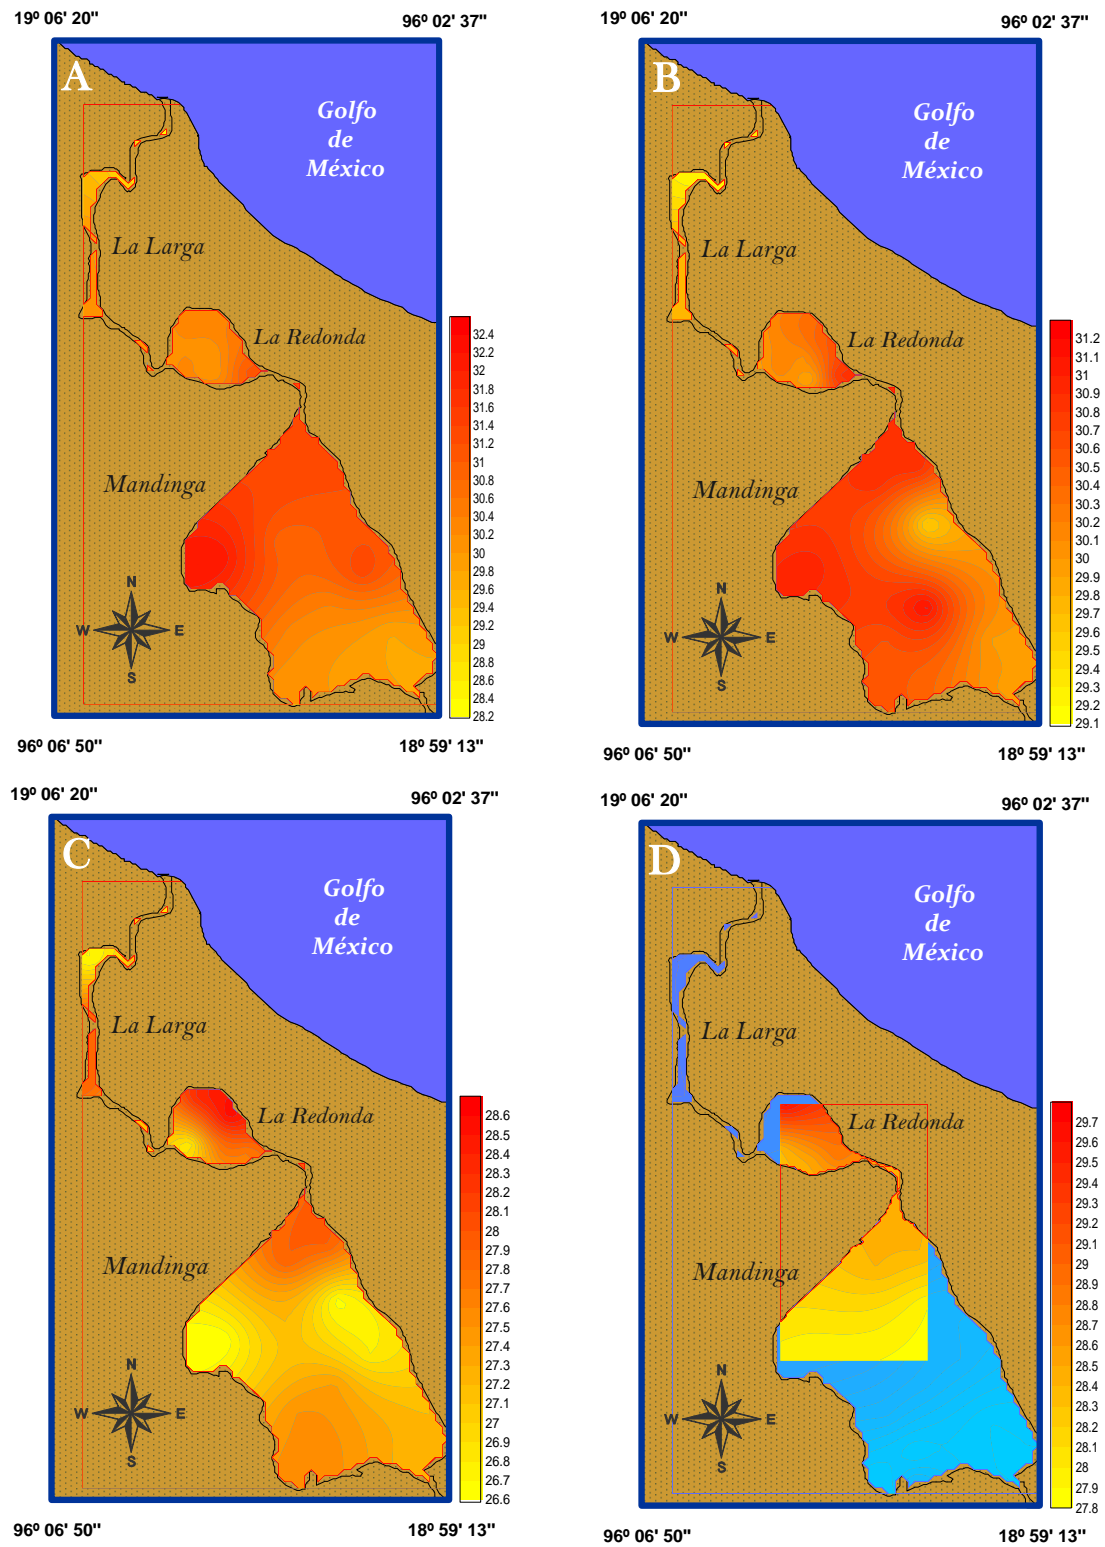 19º 06' 20"
96º 02' 37"
A
Golfo
de
México
La Larga
La Redonda
Mandinga
N
W
E
S
32.4
32.2
32
31.8
31.6
31.4
31.2
31
30.8
30.6
30.4
30.2
30
29.8
29.6
29.4
29.2
29
28.8
28.6
28.4
28.2
96º 06' 50"
18º 59' 13"
19º 06' 20"
96º 02' 37"
B
Golfo
de
México
La Larga
La Redonda
Mandinga
N
W
E
S
31.2
31.1
31
30.9
30.8
30.7
30.6
30.5
30.4
30.3
30.2
30.1
30
29.9
29.8
29.7
29.6
29.5
29.4
29.3
29.2
29.1
96º 06' 50"
18º 59' 13"
19º 06' 20"
96º 02' 37"
C
Golfo
de
México
La Larga
La Redonda
Mandinga
N
W
E
S
28.6
28.5
28.4
28.3
28.2
28.1
28
27.9
27.8
27.7
27.6
27.5
27.4
27.3
27.2
27.1
27
26.9
26.8
26.7
26.6
96º 06' 50"
18º 59' 13"
19º 06' 20"
96º 02' 37"
D
Golfo
de
México
La Larga
La Redonda
Mandinga
N
W
E
S
29.7
29.6
29.5
29.4
29.3
29.2
29.1
29
28.9
28.8
28.7
28.6
28.5
28.4
28.3
28.2
28.1
28
27.9
27.8
96º 06' 50"
18º 59' 13"